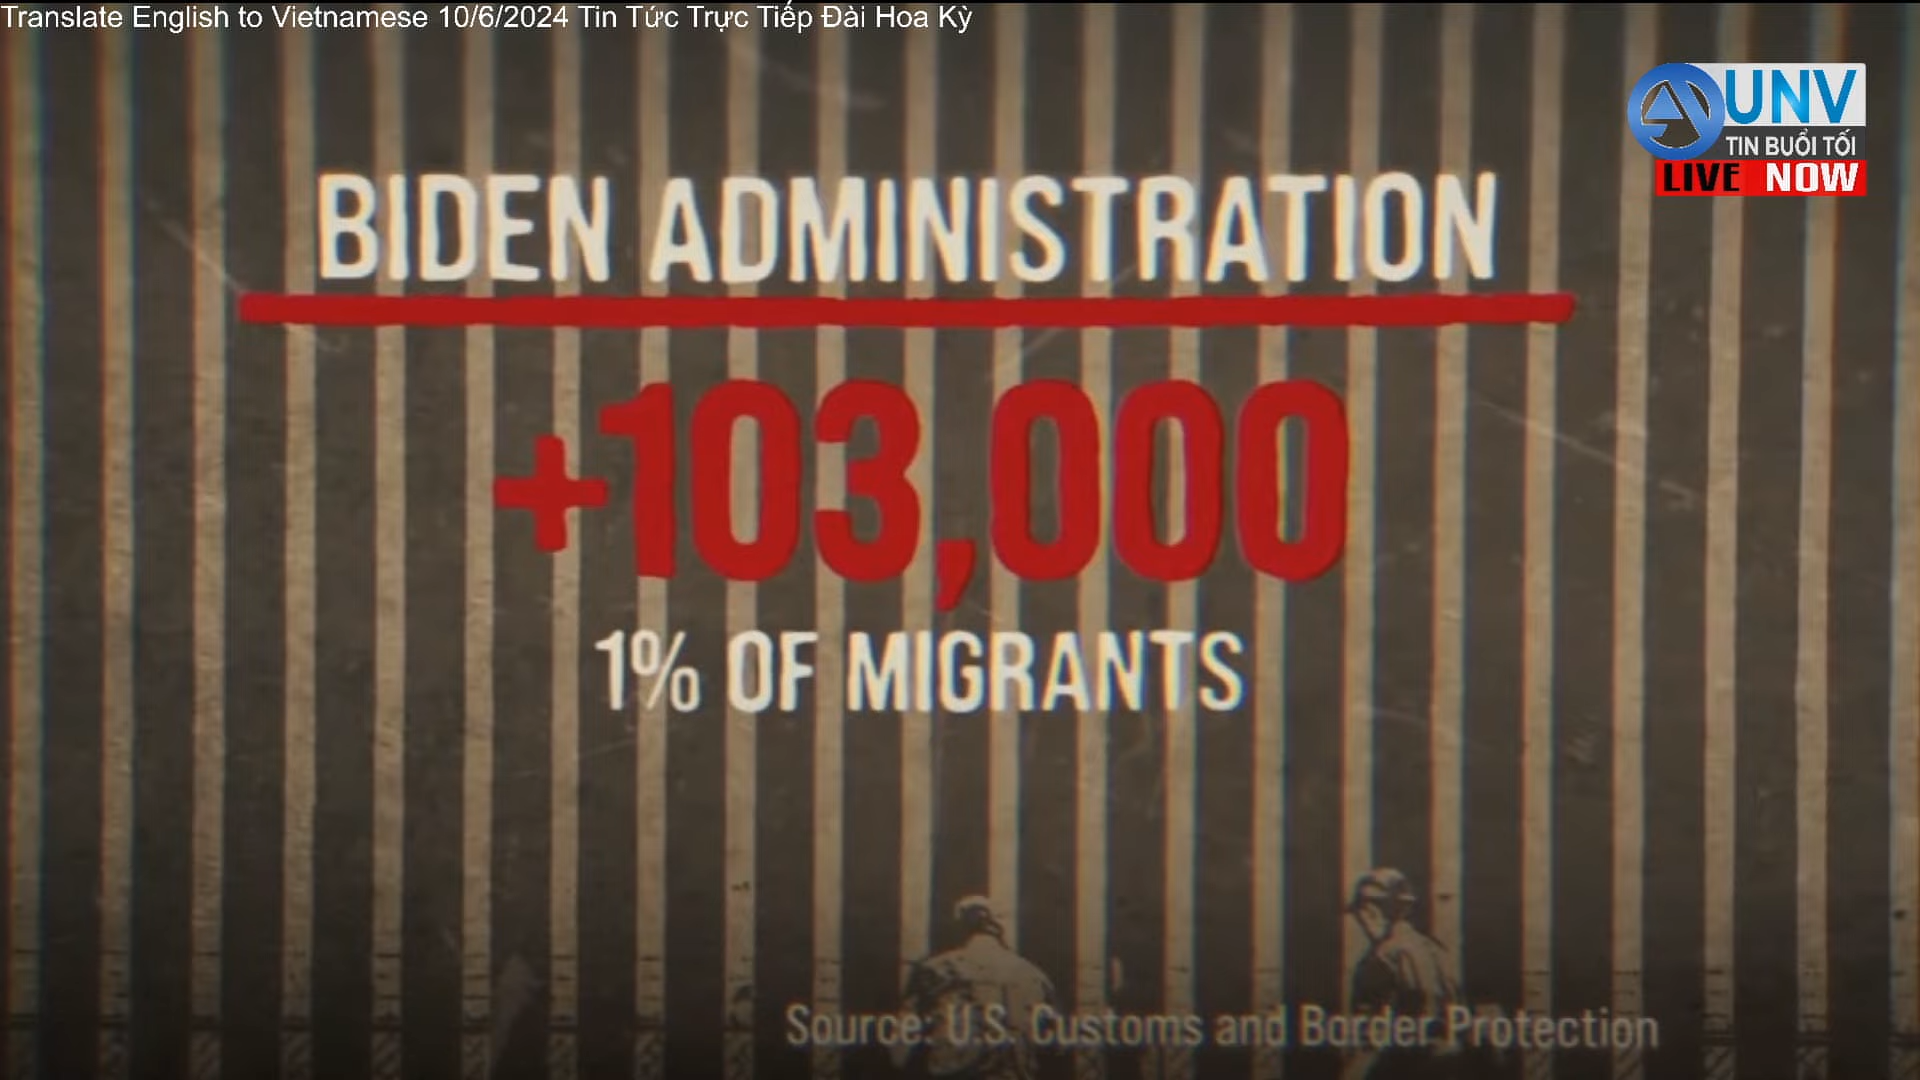 Translate English to Vietnamese 10/6/2024 Tin Tức Trực Tiếp Đài Hoa Kỳ
UNV
TIN BUỔI TỐI
LIVE NOW
BIDEN ADMINISTRATION
+103,000
1% OF MIGRANTS
Source: U.S. Customs and Border Protection